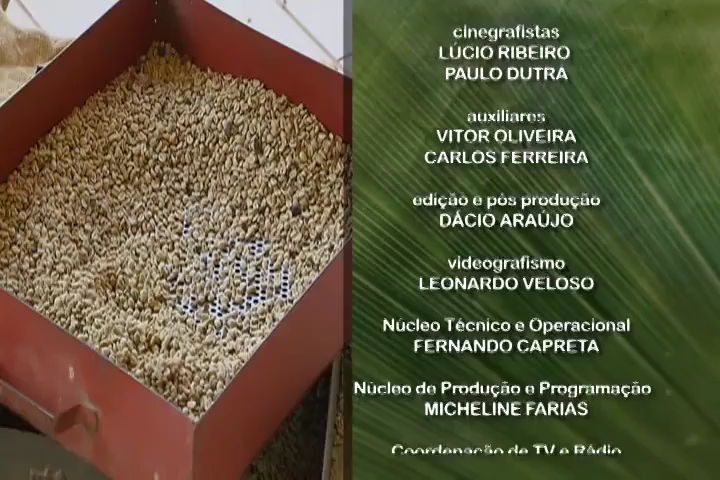 cinegrafistas
LÚCIO RIBEIRO
PAULO DUTRA
auxiliares
VITOR OLIVEIRA
CARLOS FERREIRA
edição e pós produção
DÁCIO ARAÚJO
videografismo
LEONARDO VELOSO
Núcleo Técnico e Operacional
FERNANDO CAPRETA
Núcleo de Produção e Programação
MICHELINE FARIAS
Coordenação de TV e Rádio